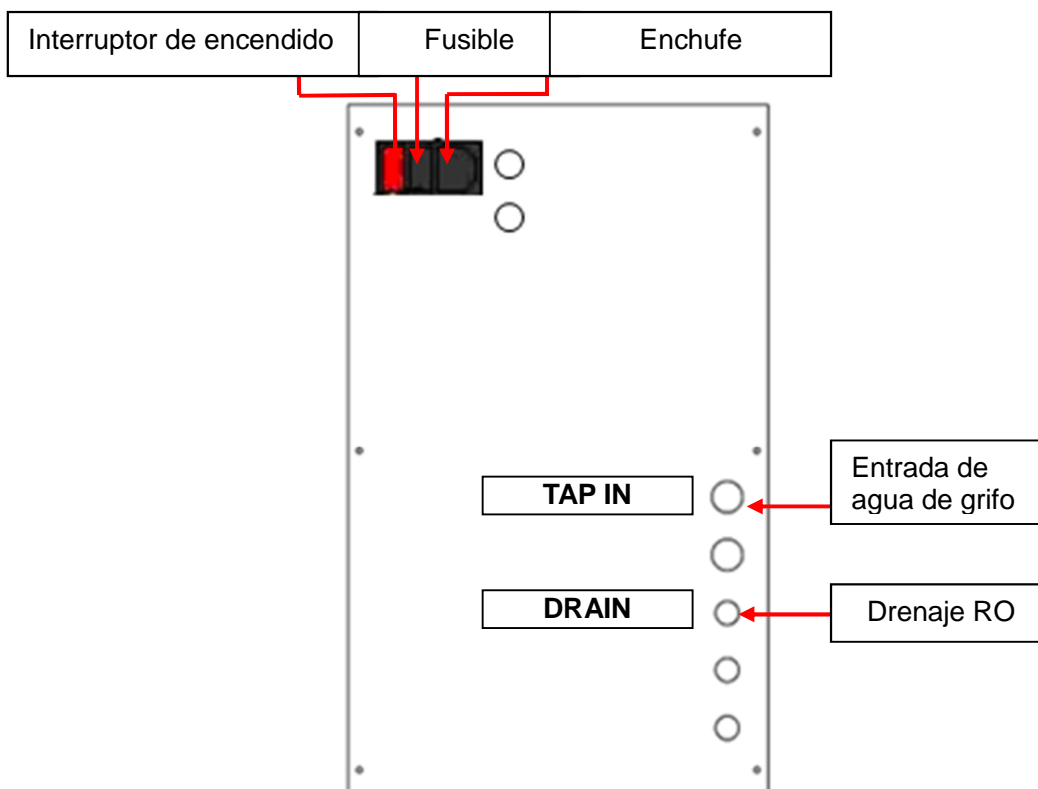 Interruptor de encendido
Fusible
Enchufe
TAP IN
Entrada de
agua de grifo
DRAIN
Drenaje RO